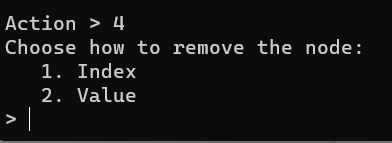 Action > 4
Choose how to remove the node:
   1. Index
   2. Value
>